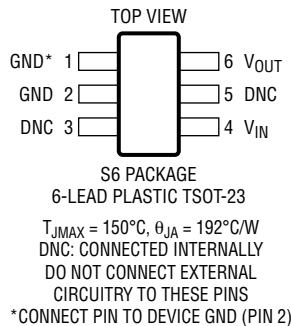 TOP VIEW
GND* 1
6 VOUT
GND 2
5 DNC
DNC 3
4 VIN
S6 PACKAGE
6-LEAD PLASTIC TSOT-23
TJMAX = 150°C, θJA = 192°C/W
DNC: CONNECTED INTERNALLY
DO NOT CONNECT EXTERNAL
CIRCUITRY TO THESE PINS
*CONNECT PIN TO DEVICE GND (PIN 2)